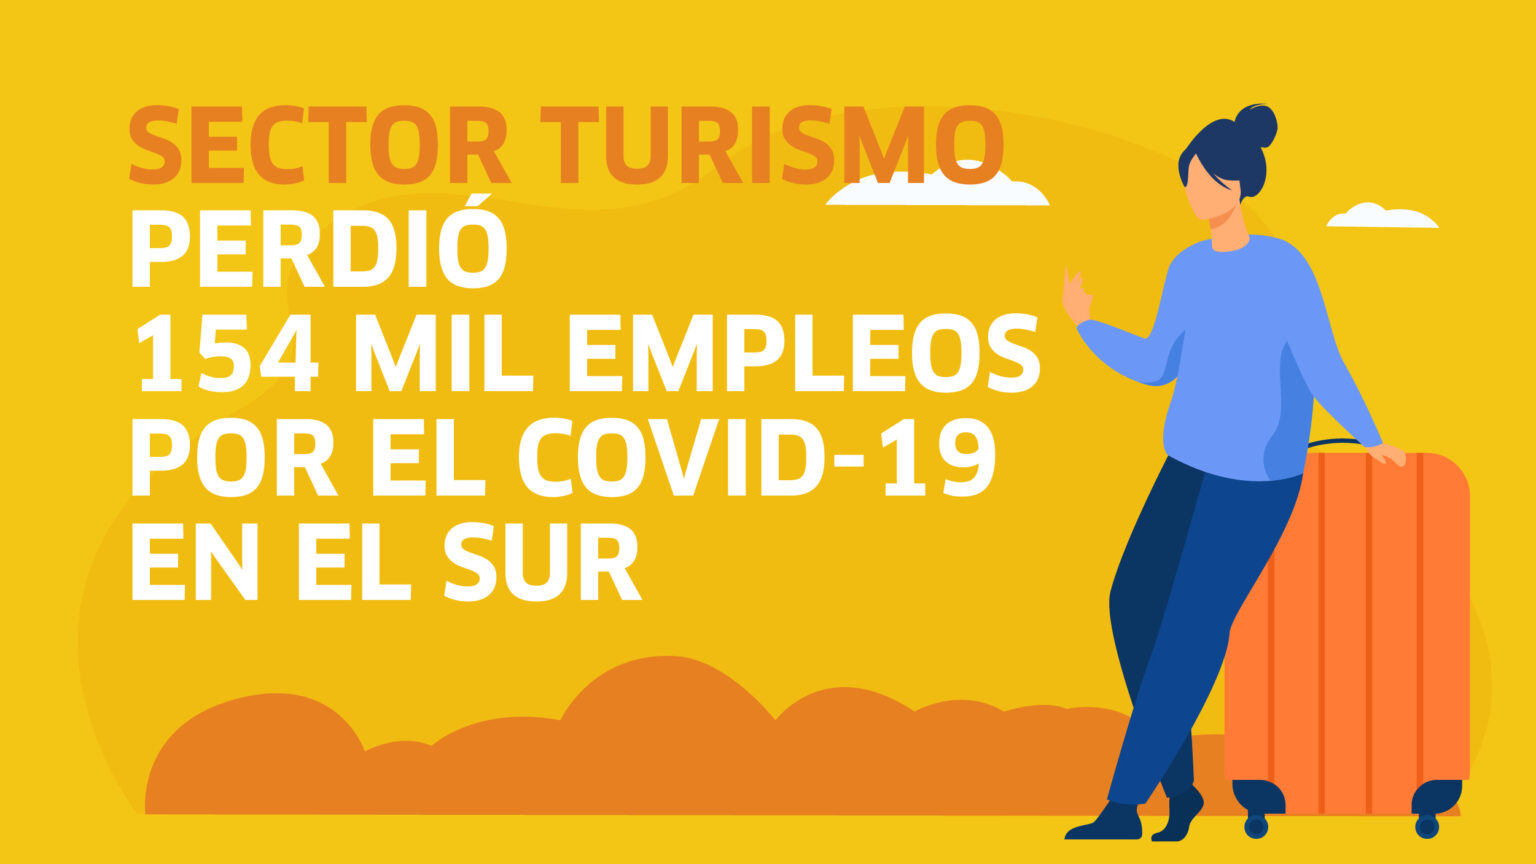 SECTOR TURISMO
PERDIÓ
154 MIL EMPLEOS
POR EL COVID-19
EN EL SUR